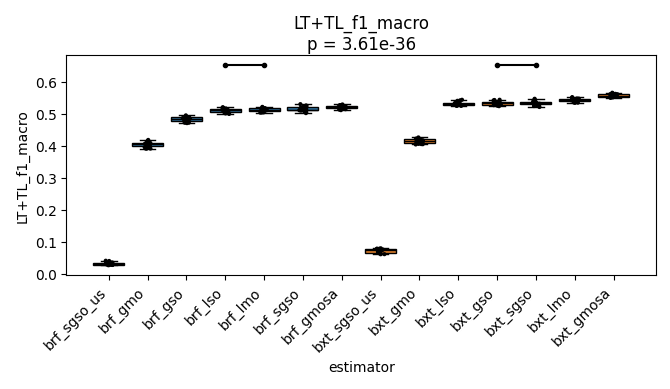 LT+TL_f1_macro
p = 3.61e-36
LT+TL_f1_macro
0.6
0.5
0.4
0.3
0.2
0.1
0.0
brf_sgso_us
brf_gmo
brf_gso
brf_lso
brf_lmo
brf_sgso
brf_gmosa
bxt_sgso_us
bxt_gmo
bxt_lso
bxt_gso
bxt_sgso
bxt_lmo
bxt_gmosa
estimator